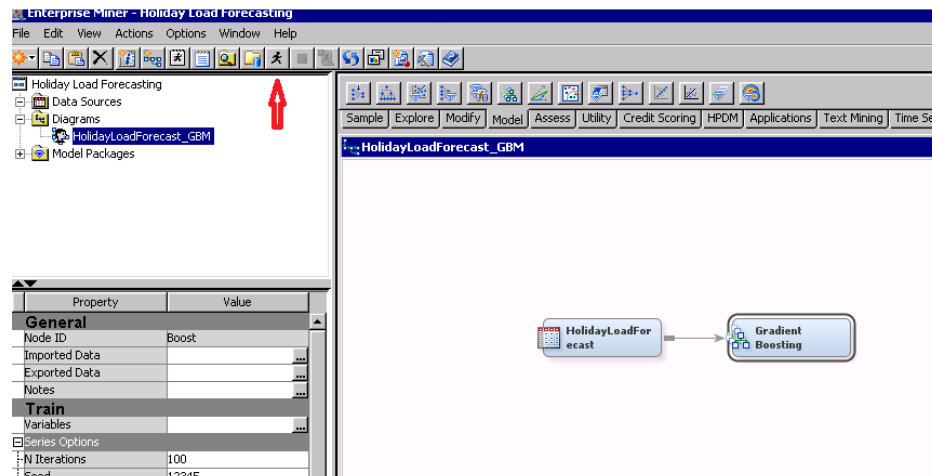 Enterprise Miner - Holiday Load Forecasting
File Edit View Actions Options Window Help
Holiday Load Forecasting
Data Sources
Diagrams
HolidayLoadForecast_GBM
Model Packages
Sample Explore Modify Model Assess Utility Credit Scoring HPDM Applications Text Mining Time Se
HolidayLoadForecast_GBM
HolidayLoadFor
ecast
Gradient
Boosting
Property Value
General
Node ID Boost
Imported Data ...
Exported Data ...
Notes ...
Train
Variables ...
Series Options
N Iterations 100
Seed 12345